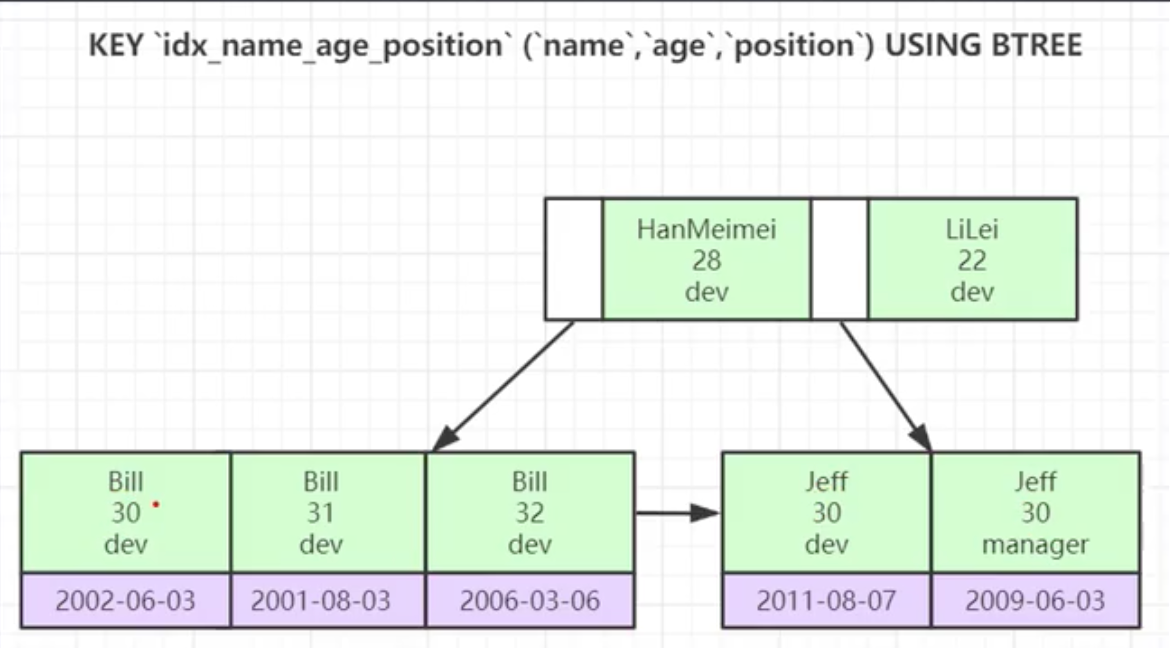 KEY `idx_name_age_position` (`name`,`age`,`position`) USING BTREE
HanMeimei
28
dev
LiLei
22
dev
Bill
30
dev
2002-06-03
Bill
31
dev
2001-08-03
Bill
32
dev
2006-03-06
Jeff
30
dev
2011-08-07
Jeff
30
manager
2009-06-03